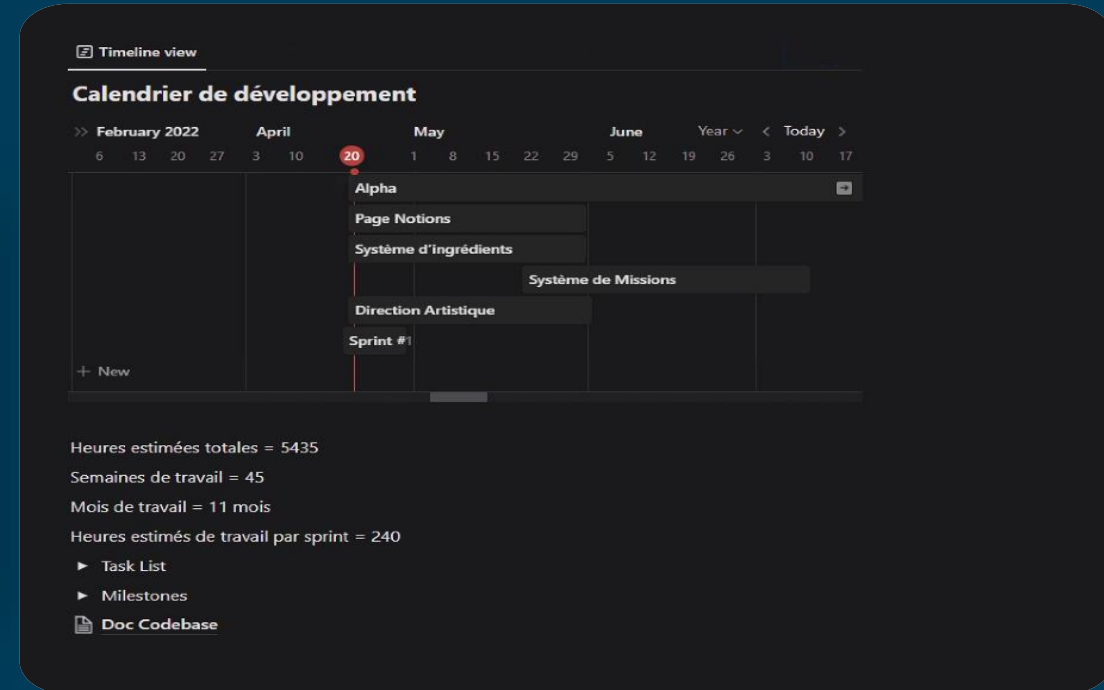 Timeline view
Calendrier de développement
February 2022 April May June Year Today
6 13 20 27 3 10 20 1 8 15 22 29 5 12 19 26 3 10 17
Alpha
Page Notions
Système d'ingrédients
Système de Missions
Direction Artistique
Sprint #1
+ New
Heures estimées totales = 5435
Semaines de travail = 45
Mois de travail = 11 mois
Heures estimés de travail par sprint = 240
Task List
Milestones
Doc Codebase